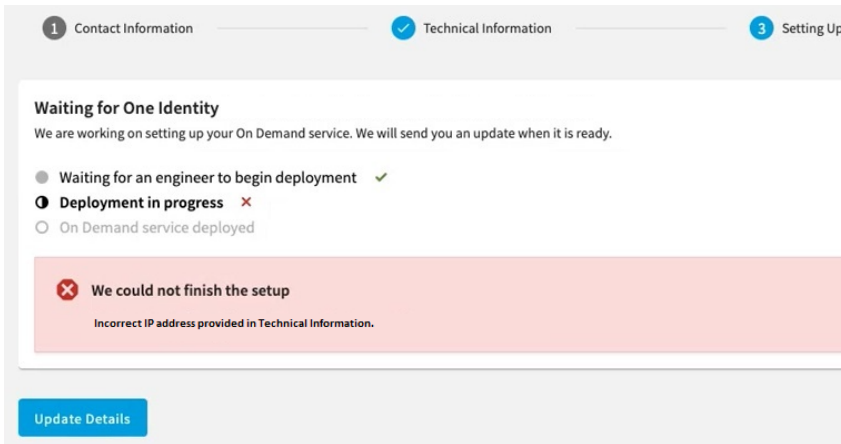 1 Contact Information
Technical Information
3 Setting Up
Waiting for One Identity
We are working on setting up your On Demand service. We will send you an update when it is ready.
Waiting for an engineer to begin deployment
Deployment in progress
On Demand service deployed
We could not finish the setup
Incorrect IP address provided in Technical Information.
Update Details